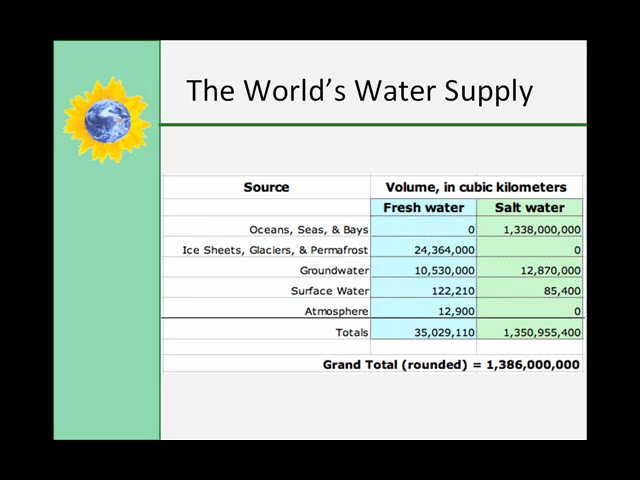 The World's Water Supply
Source Volume, in cubic kilometers
Fresh water Salt water
Oceans, Seas, & Bays 0 1,338,000,000
Ice Sheets, Glaciers, & Permafrost 24,364,000 0
Groundwater 10,530,000 12,870,000
Surface Water 122,210 85,400
Atmosphere 12,900 0
Totals 35,029,110 1,350,955,400
Grand Total (rounded) = 1,386,000,000